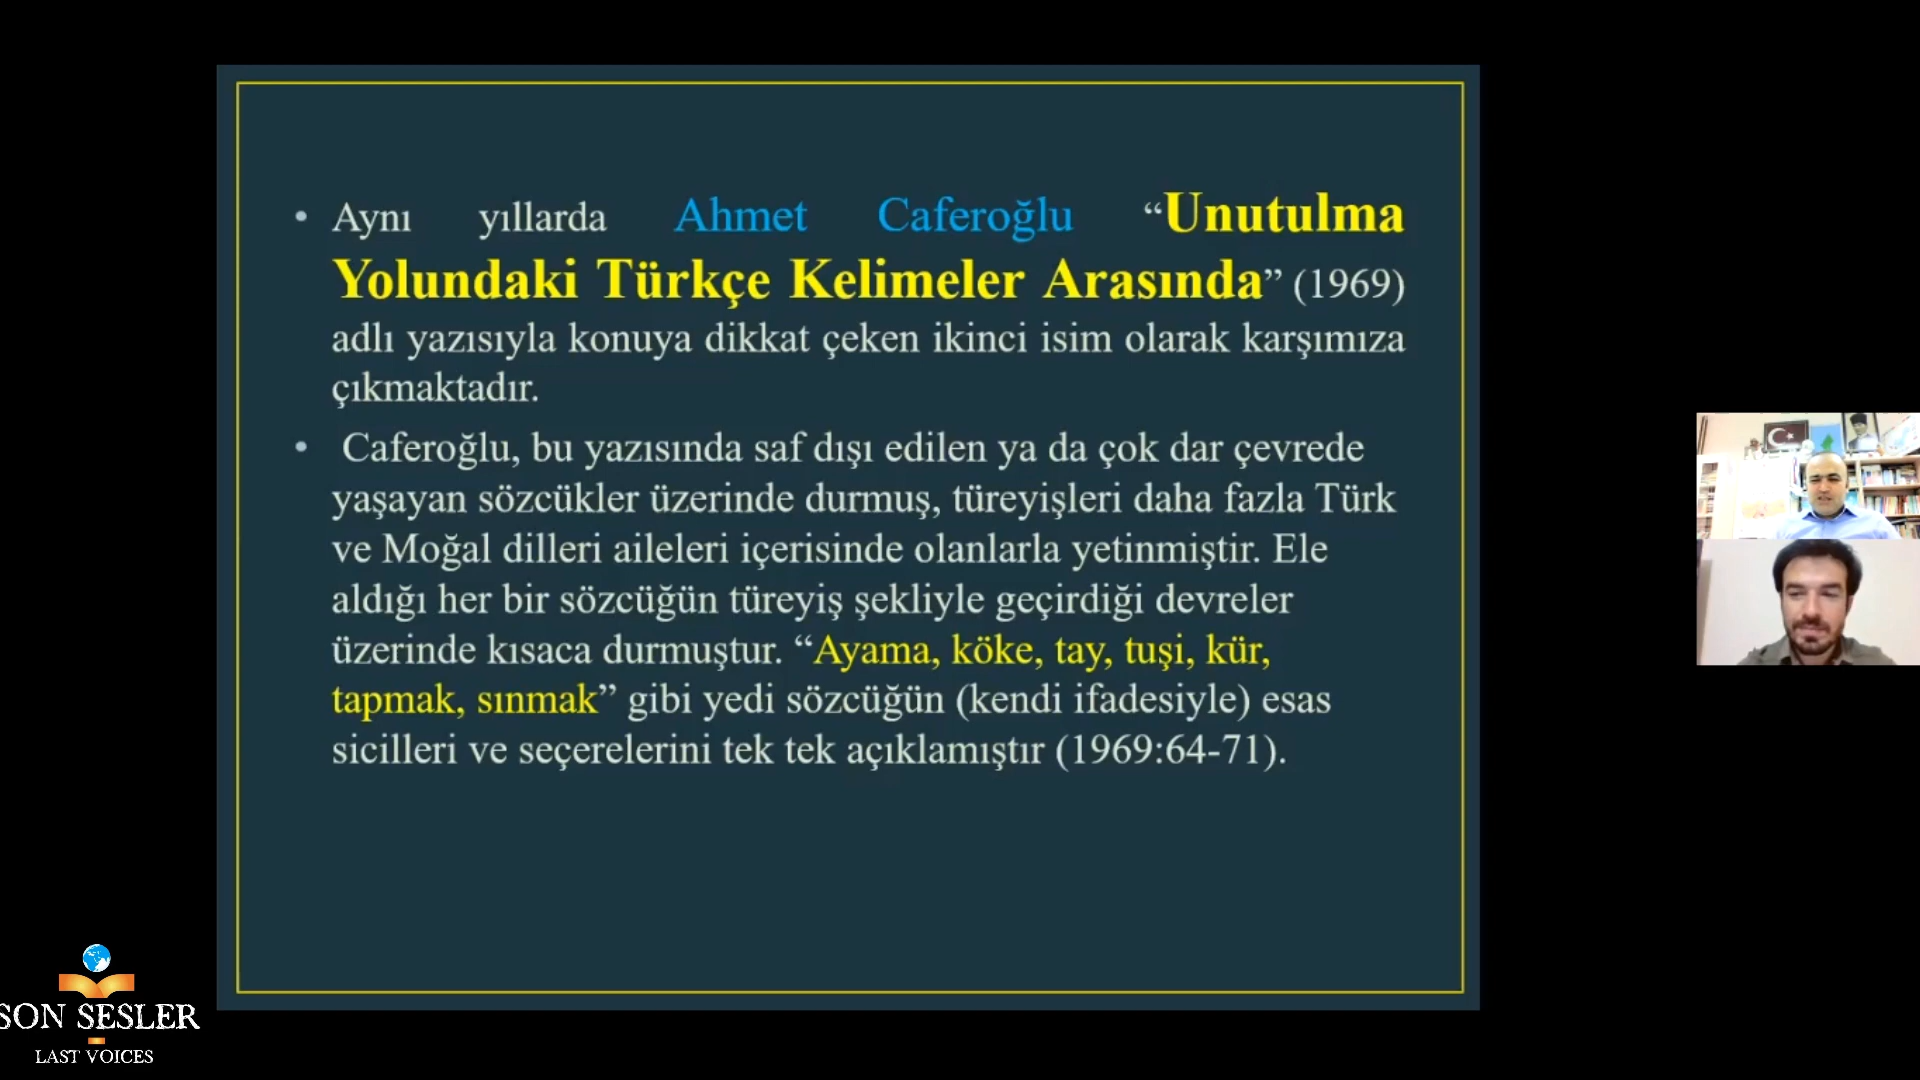 • Aynı yıllarda Ahmet Caferoğlu “Unutulma
Yolundaki Türkçe Kelimeler Arasında” (1969)
adlı yazısıyla konuya dikkat çeken ikinci isim olarak karşımıza
çıkmaktadır.
• Caferoğlu, bu yazısında saf dışı edilen ya da çok dar çevrede
yaşayan sözcükler üzerinde durmuş, türeyişleri daha fazla Türk
ve Moğal dilleri aileleri içerisinde olanlarla yetinmiştir. Ele
aldığı her bir sözcüğün türeyiş şekliyle geçirdiği devreler
üzerinde kısaca durmuştur. “Ayama, köke, tay, tuşi, kür,
tapmak, sınmak” gibi yedi sözcüğün (kendi ifadesiyle) esas
sicilleri ve seçerelerini tek tek açıklamıştır (1969:64-71).
SON SESLER
LAST VOICES